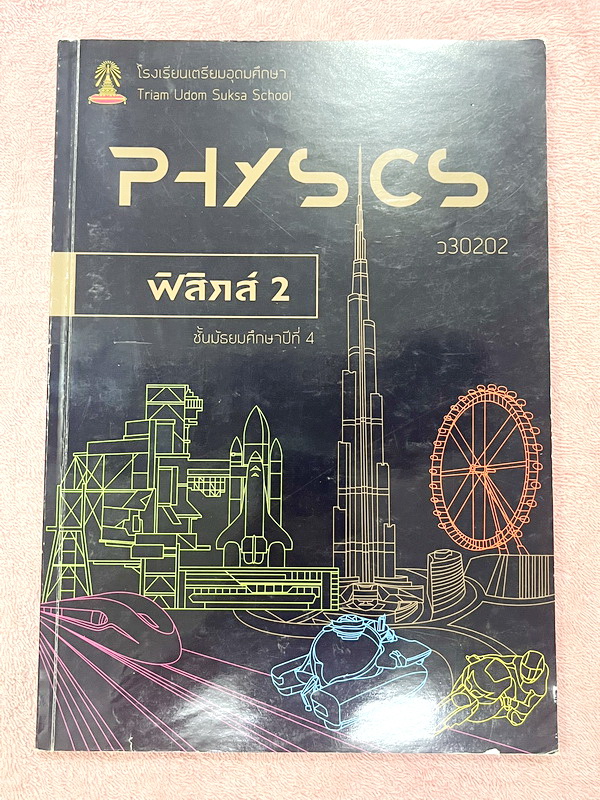 โรงเรียนเตรียมอุดมศึกษา
Triam Udom Suksa School
PHYSICS
ว30202
ฟิสิกส์ 2
ชั้นมัธยมศึกษาปีที่ 4